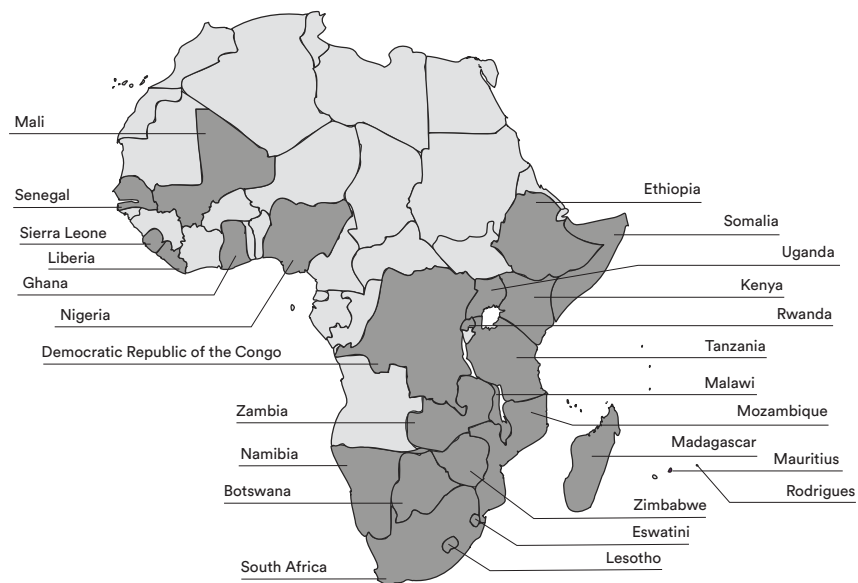 Mali
Senegal
Sierra Leone
Liberia
Ghana
Nigeria
Democratic Republic of the Congo
Zambia
Namibia
Botswana
South Africa
Ethiopia
Somalia
Uganda
Kenya
Rwanda
Tanzania
Malawi
Mozambique
Madagascar
Mauritius
Rodrigues
Zimbabwe
Eswatini
Lesotho